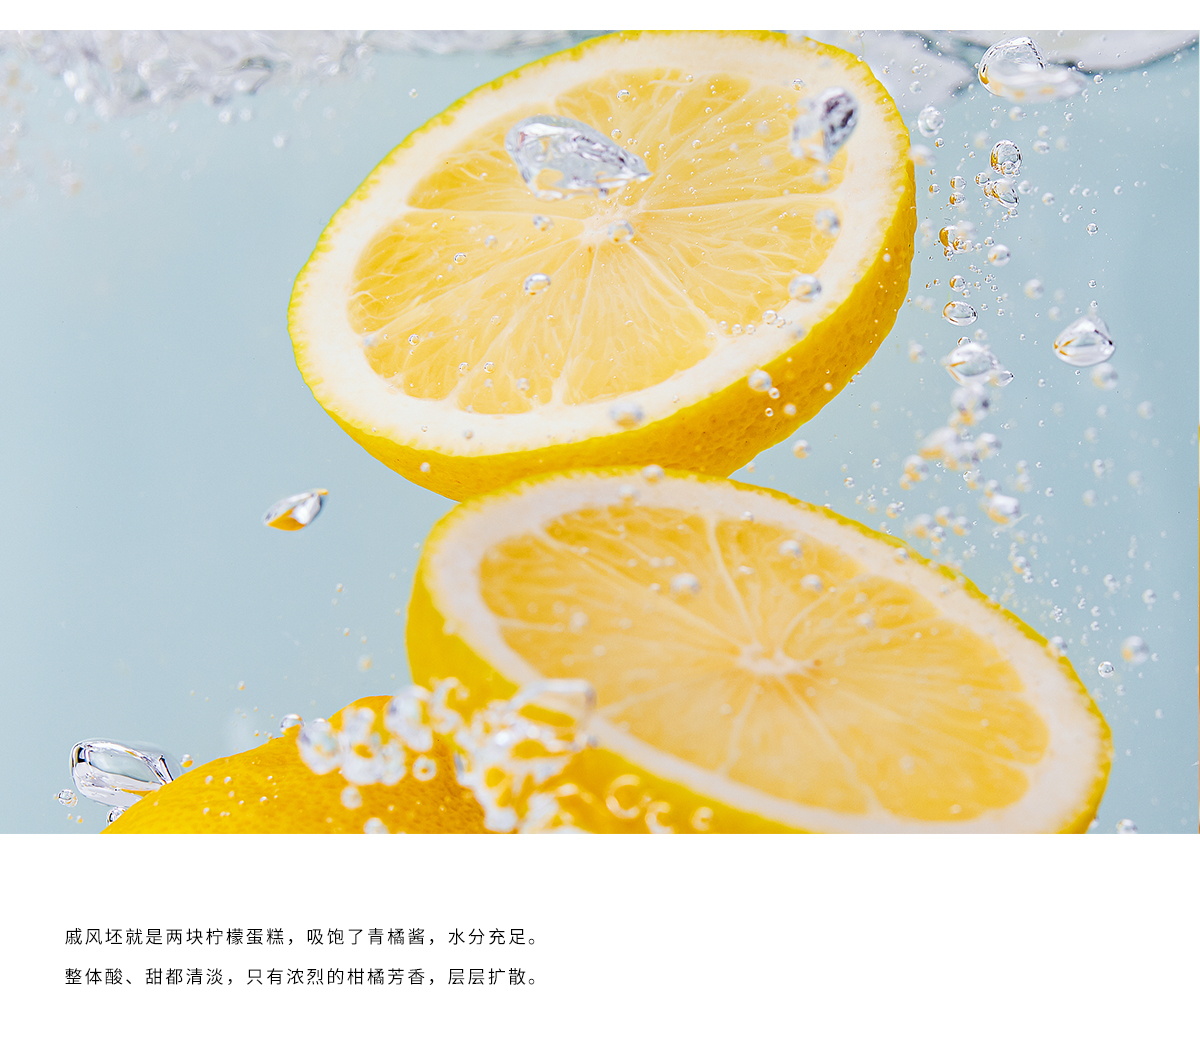 戚风坯就是两块柠檬蛋糕，吸饱了青橘酱，水分充足。
整体酸、甜都清淡，只有浓烈的柑橘芳香，层层扩散。